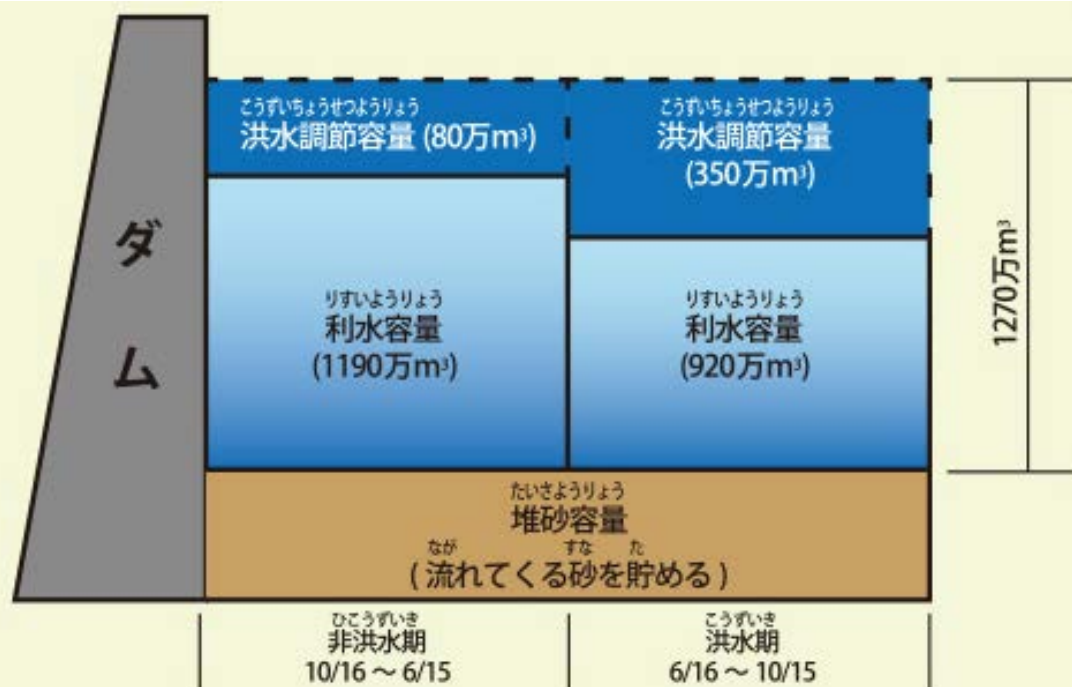 ダム
こうずいちょうせつようりょう
洪水調節容量 (80万m³)
こうずいちょうせつようりょう
洪水調節容量
(350万m³)
りすいようりょう
利水容量
(1190万m³)
りすいようりょう
利水容量
(920万m³)
1270万m³
たいさようりょう
堆砂容量
なが すな た
( 流れてくる砂を貯める )
ひこうずいき
非洪水期
10/16 ～ 6/15
こうずいき
洪水期
6/16 ～ 10/15